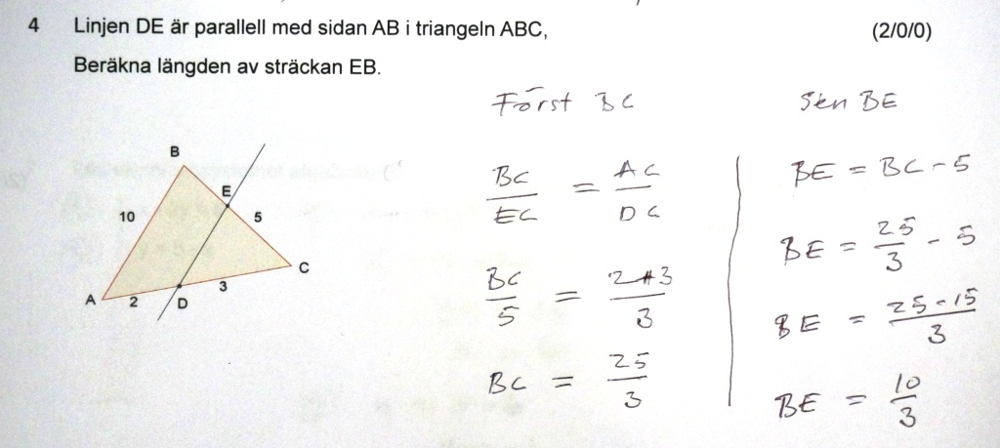 4 Linjen DE är parallell med sidan AB i triangeln ABC, (2/0/0)
Beräkna längden av sträckan EB.
B
E
10
5
C
A
2
D
3
Först BC
BC/EC = AC/DC
BC/5 = 2+3/3
BC = 25/3
Sen BE
BE = BC - 5
BE = 25/3 - 5
BE = 25-15/3
BE = 10/3